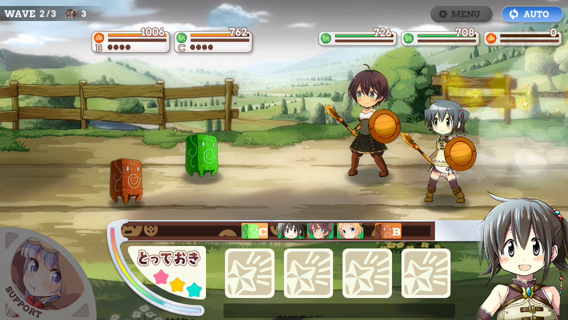 WAVE 2/3 3
MENU
AUTO
1006
B
762
C
726
708
0
C
B
とっておき
SUPPORT